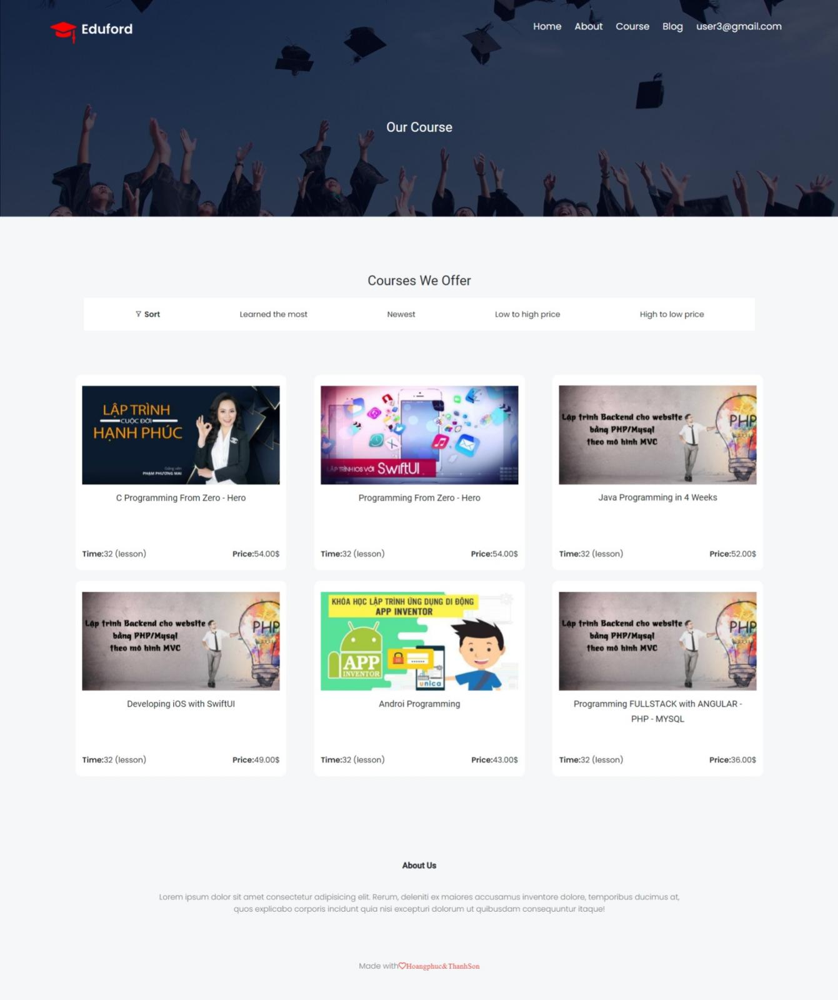 Eduford
Home About Course Blog user3@gmail.com
Our Course
Courses We Offer
Sort Learned the most Newest Low to high price High to low price
LẬP TRÌNH
CUỘC ĐỜI
HẠNH PHÚC
Giảng viên
PHẠM PHƯƠNG MAI
C Programming From Zero - Hero
Time:32 (lesson) Price:54.00$
LẬP TRÌNH IOS VỚI SwiftUI
Programming From Zero - Hero
Time:32 (lesson) Price:54.00$
Lập trình Backend cho website
bằng PHP/Mysql
theo mô hình MVC
PHP
Java Programming in 4 Weeks
Time:32 (lesson) Price:52.00$
Lập trình Backend cho website
bằng PHP/Mysql
theo mô hình MVC
PHP
Developing iOS with SwiftUI
Time:32 (lesson) Price:49.00$
KHÓA HỌC LẬP TRÌNH ỨNG DỤNG DI ĐỘNG
APP INVENTOR
APP
INVENTOR
unica
Androi Programming
Time:32 (lesson) Price:43.00$
Lập trình Backend cho website
bằng PHP/Mysql
theo mô hình MVC
PHP
Programming FULLSTACK with ANGULAR -
PHP - MYSQL
Time:32 (lesson) Price:36.00$
About Us
Lorem ipsum dolor sit amet consectetur adipisicing elit. Rerum, deleniti ex maiores accusamus inventore dolore, temporibus ducimus at,
quos explicabo corporis incidunt quia nisi excepturi dolorum ut quibusdam consequuntur itaque!
Made with♡Hoangphuc&ThanhSon